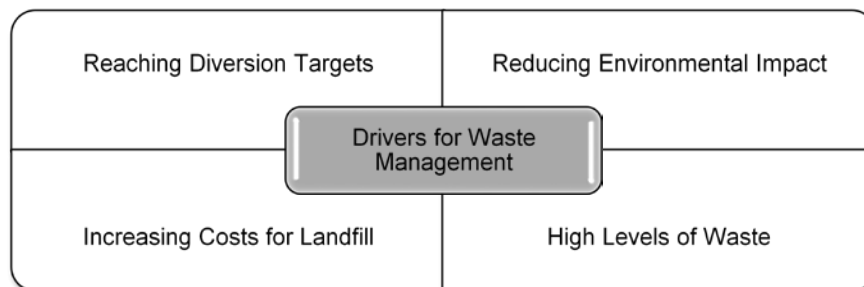 Reaching Diversion Targets
Reducing Environmental Impact
Drivers for Waste
Management
Increasing Costs for Landfill
High Levels of Waste